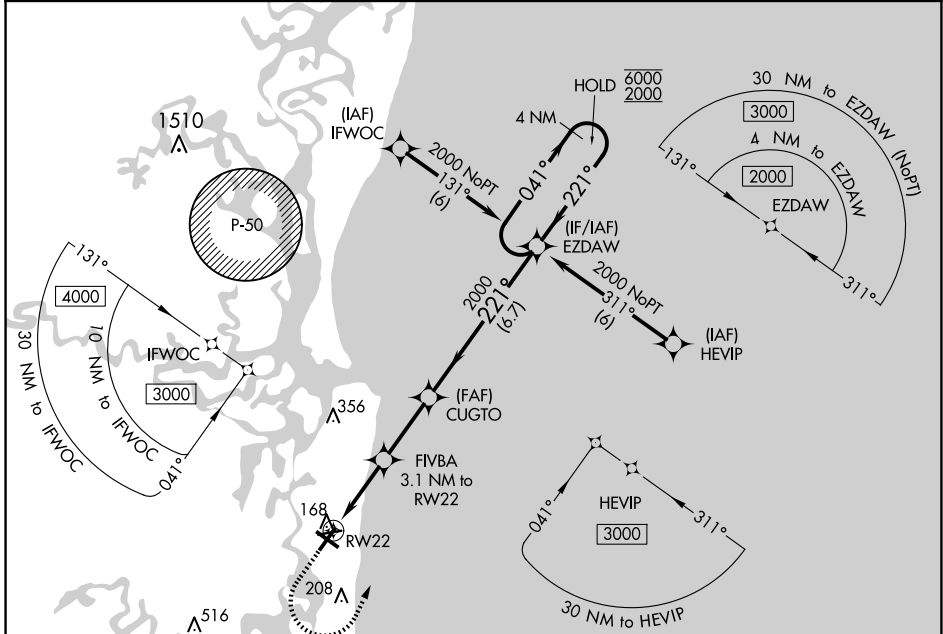 1510
P-50
(IAF)
IFWOC
2000 NoPT
131°
(6)
HOLD
6000
2000
4 NM
041°
221°
(IF/IAF)
EZDAW
2000 NoPT
311°
(6)
(IAF)
HEVIP
2000
221°
(6.7)
(FAF)
CUGTO
FIVBA
3.1 NM to
RW22
356
168
RW22
208
516
30 NM to EZDAW (NoPT)
3000
4 NM to EZDAW
2000
EZDAW
131°
311°
131°
4000
IFWOC
3000
10 NM to IFWOC
30 NM to IFWOC
041°
HEVIP
3000
041°
311°
30 NM to HEVIP